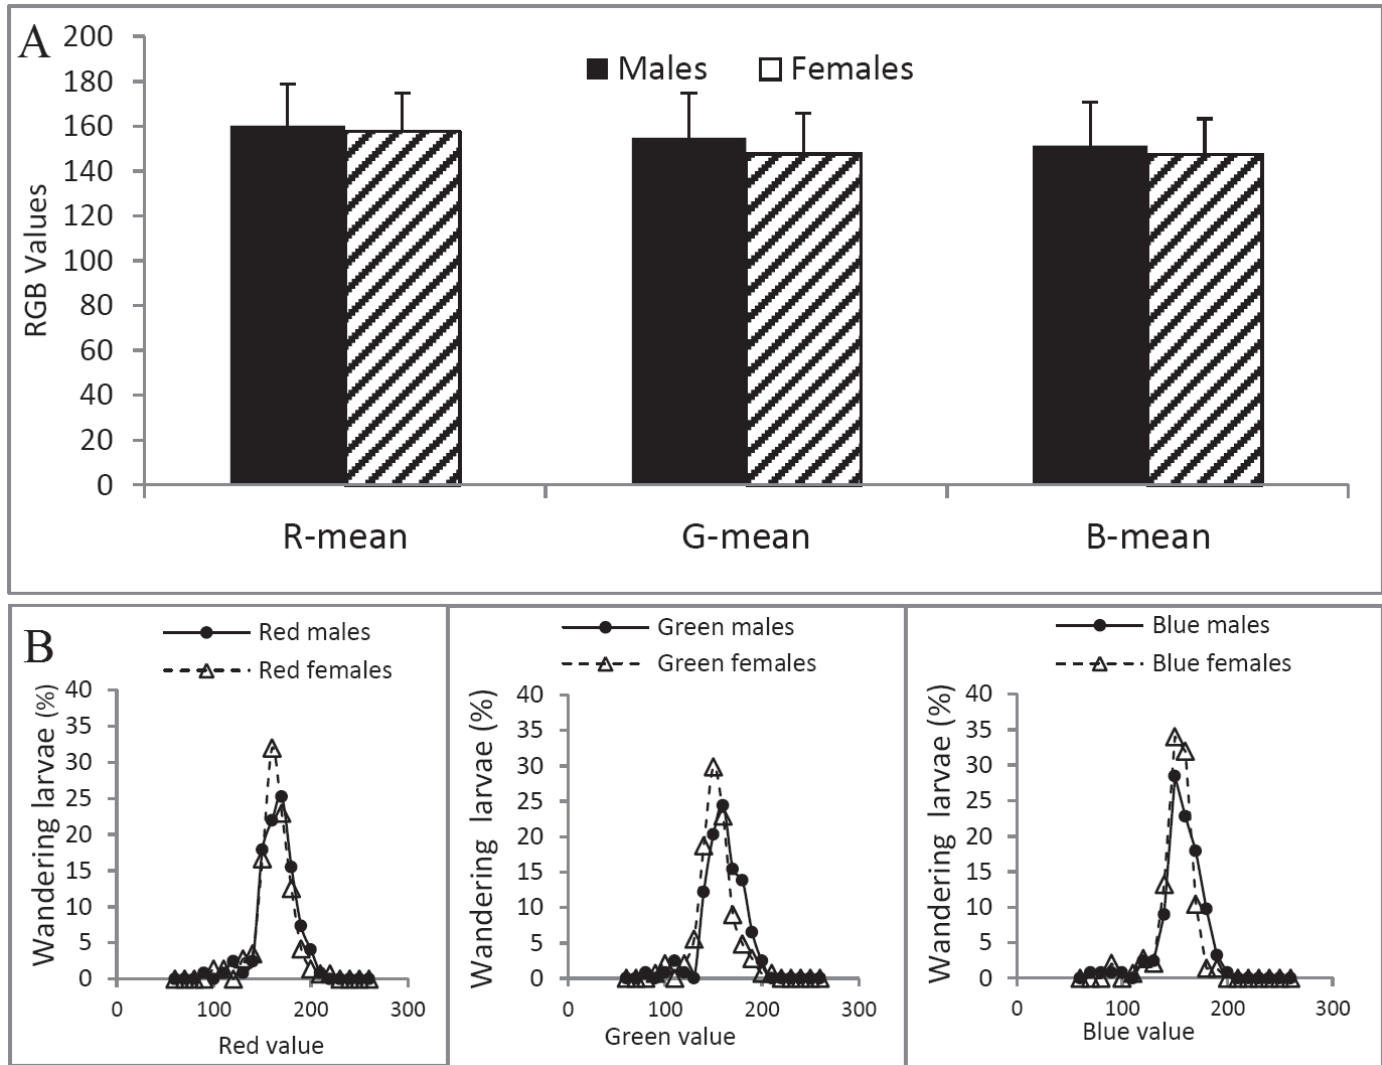 A
200
180
160
140
120
100
80
60
40
20
0
RGB Values
Males
Females
R-mean
G-mean
B-mean
B
Red males
Red females
40
35
30
25
20
15
10
5
0
Wandering larvae (%)
0
100
200
300
Red value
Green males
Green females
40
35
30
25
20
15
10
5
0
Wandering larvae (%)
0
100
200
300
Green value
Blue males
Blue females
40
35
30
25
20
15
10
5
0
Wandering larvae (%)
0
100
200
300
Blue value